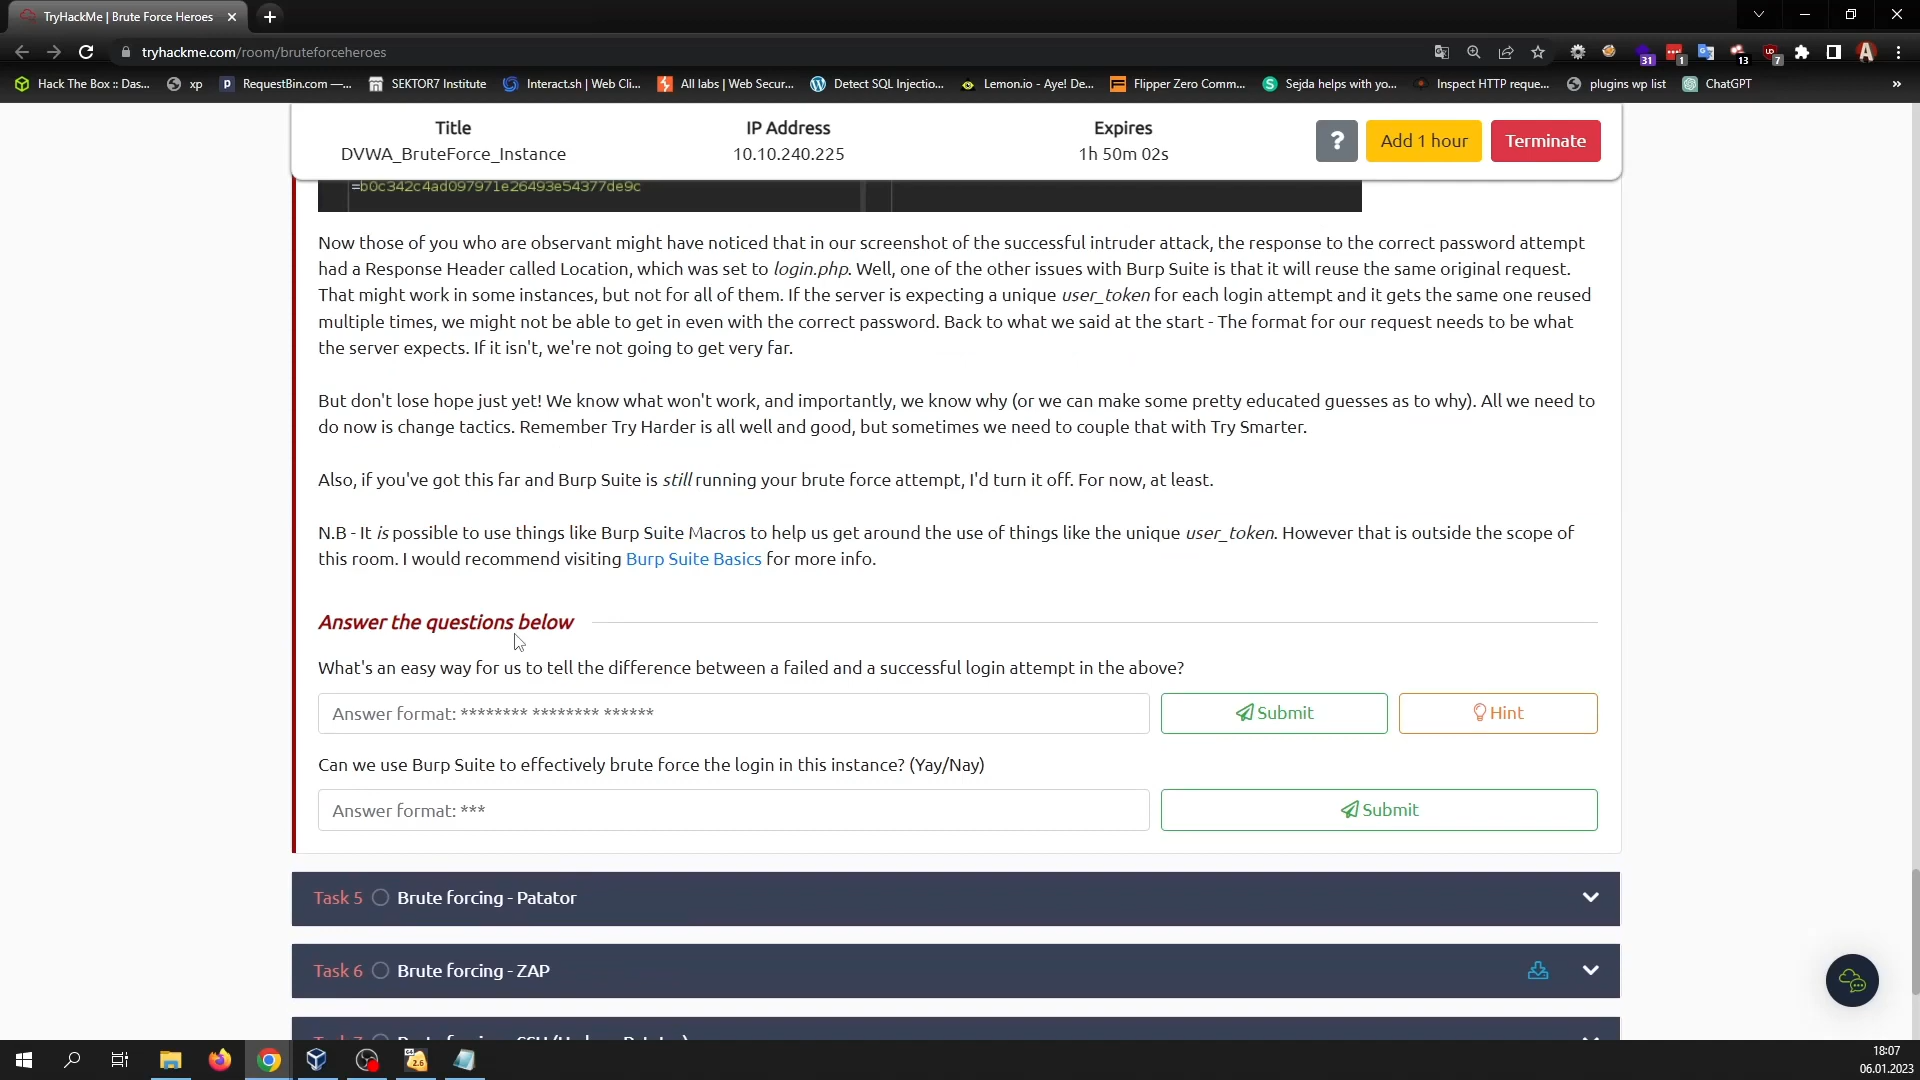 TryHackMe | Brute Force Heroes
tryhackme.com/room/bruteforceheroes
31
1
13
7
Hack The Box :: Das...
xp
RequestBin.com —...
SEKTOR7 Institute
Interact.sh | Web Cli...
All labs | Web Secur...
Detect SQL Injectio...
Lemon.io - Aye! De...
Flipper Zero Comm...
Sejda helps with yo...
Inspect HTTP reque...
plugins wp list
ChatGPT
»
Title
IP Address
Expires
DVWA_BruteForce_Instance
10.10.240.225
1h 50m 02s
?
Add 1 hour
Terminate
=b0c342c4ad097971e26493e54377de9c
Now those of you who are observant might have noticed that in our screenshot of the successful intruder attack, the response to the correct password attempt
had a Response Header called Location, which was set to login.php. Well, one of the other issues with Burp Suite is that it will reuse the same original request.
That might work in some instances, but not for all of them. If the server is expecting a unique user_token for each login attempt and it gets the same one reused
multiple times, we might not be able to get in even with the correct password. Back to what we said at the start - The format for our request needs to be what
the server expects. If it isn't, we're not going to get very far.
But don't lose hope just yet! We know what won't work, and importantly, we know why (or we can make some pretty educated guesses as to why). All we need to
do now is change tactics. Remember Try Harder is all well and good, but sometimes we need to couple that with Try Smarter.
Also, if you've got this far and Burp Suite is still running your brute force attempt, I'd turn it off. For now, at least.
N.B - It is possible to use things like Burp Suite Macros to help us get around the use of things like the unique user_token. However that is outside the scope of
this room. I would recommend visiting Burp Suite Basics for more info.
Answer the questions below
What's an easy way for us to tell the difference between a failed and a successful login attempt in the above?
Answer format: ******** ******** ******
Submit
Hint
Can we use Burp Suite to effectively brute force the login in this instance? (Yay/Nay)
Answer format: ***
Submit
Task 5
Brute forcing - Patator
Task 6
Brute forcing - ZAP
18:07
06.01.2023